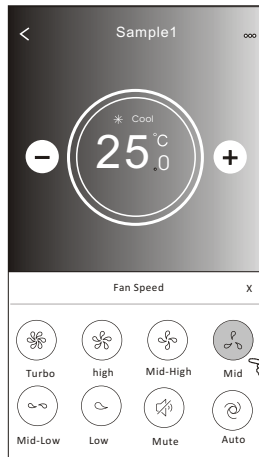 Sample1
Cool
25.0 °C
Fan Speed X
Turbo high Mid-High Mid
Mid-Low Low Mute Auto